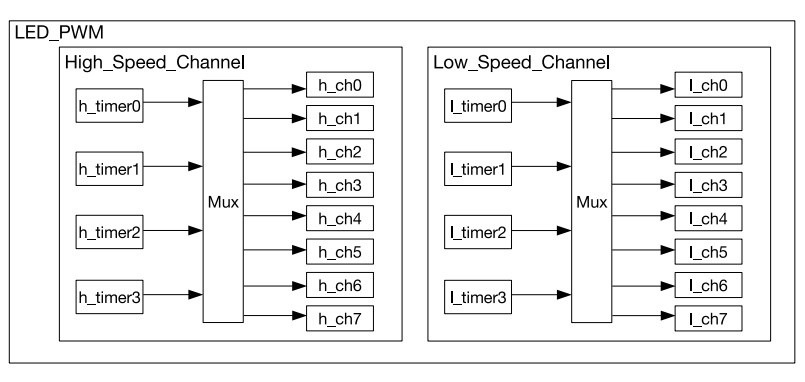 LED_PWM
High_Speed_Channel
h_timer0
h_timer1
h_timer2
h_timer3
Mux
h_ch0
h_ch1
h_ch2
h_ch3
h_ch4
h_ch5
h_ch6
h_ch7
Low_Speed_Channel
l_timer0
l_timer1
l_timer2
l_timer3
Mux
l_ch0
l_ch1
l_ch2
l_ch3
l_ch4
l_ch5
l_ch6
l_ch7